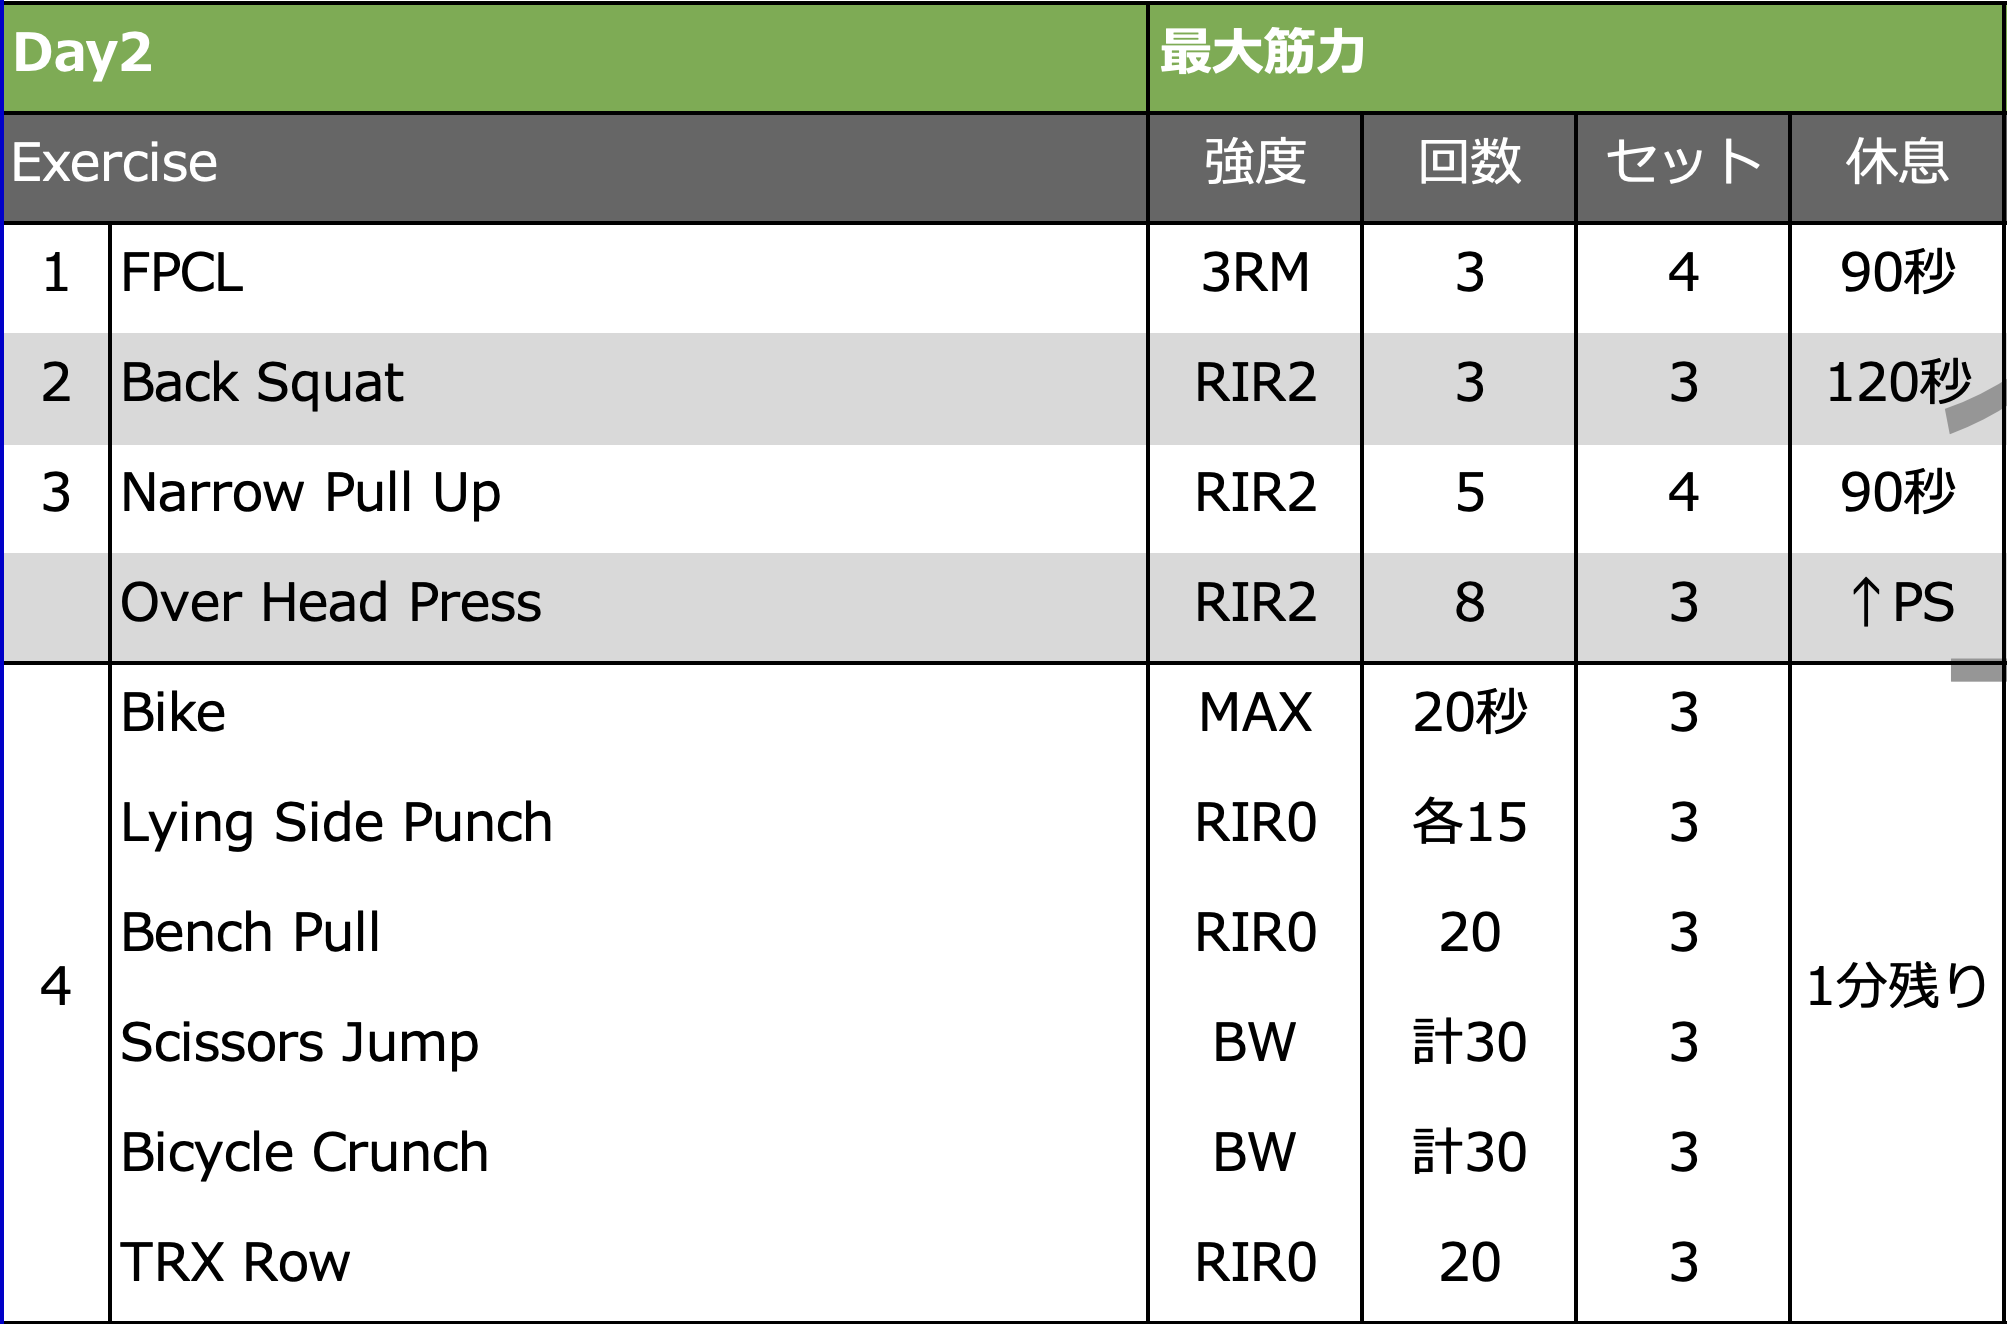 Day2 最大筋力
Exercise 強度 回数 セット 休息
1 FPCL 3RM 3 4 90秒
2 Back Squat RIR2 3 3 120秒
3 Narrow Pull Up RIR2 5 4 90秒
Over Head Press RIR2 8 3 ↑PS
Bike MAX 20秒 3
Lying Side Punch RIR0 各15 3
Bench Pull RIR0 20 3
4 1分残り
Scissors Jump BW 計30 3
Bicycle Crunch BW 計30 3
TRX Row RIR0 20 3